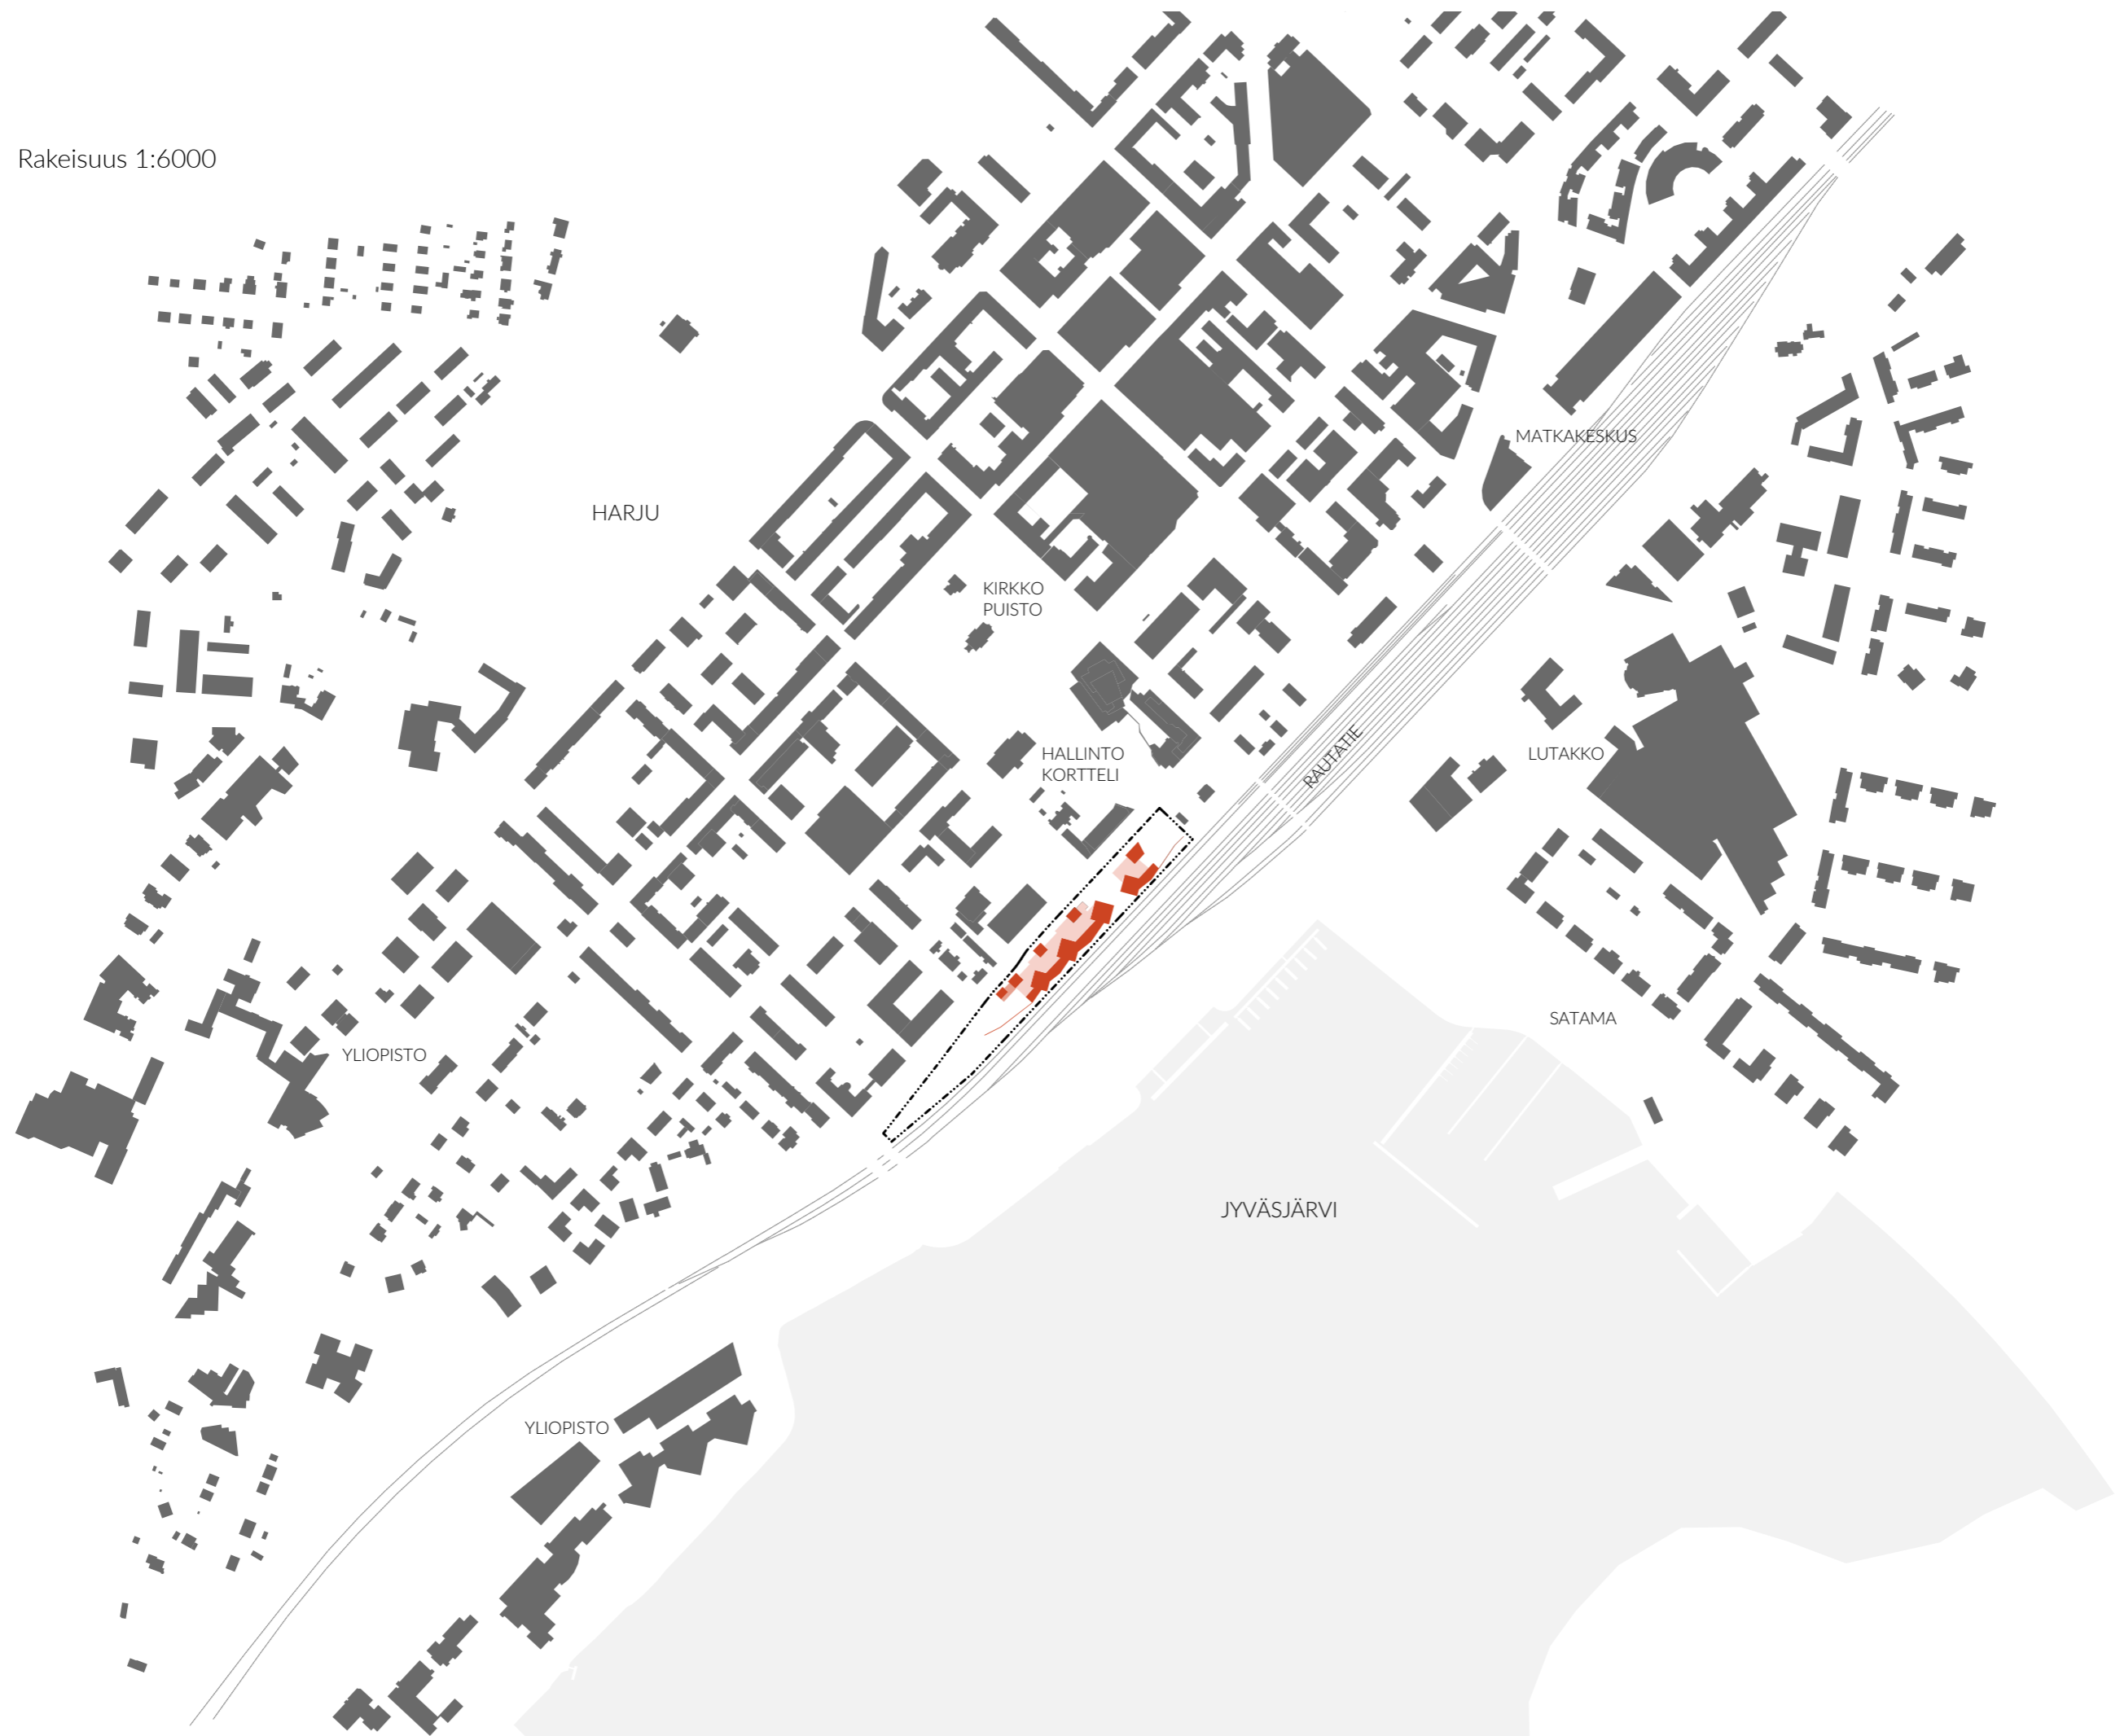 Rakeisuus 1:6000
MATKAKESKUS
HARJU
KIRKKO
PUISTO
RAUTATIE
HALLINTO
KORTTELI
LUTAKKO
SATAMA
YLIOPISTO
JYVÄSJÄRVI
YLIOPISTO